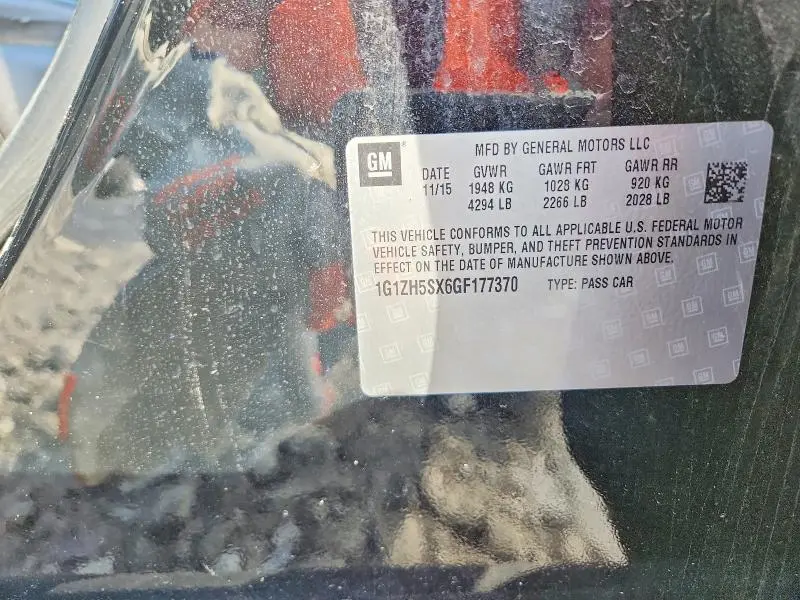 GM
MFD BY GENERAL MOTORS LLC
DATE GVWR GAWR FRT GAWR RR
11/15 1948 KG 1028 KG 920 KG
4294 LB 2266 LB 2028 LB
THIS VEHICLE CONFORMS TO ALL APPLICABLE U.S. FEDERAL MOTOR
VEHICLE SAFETY, BUMPER, AND THEFT PREVENTION STANDARDS IN
EFFECT ON THE DATE OF MANUFACTURE SHOWN ABOVE.
1G1ZH5SX6GF177370 TYPE: PASS CAR